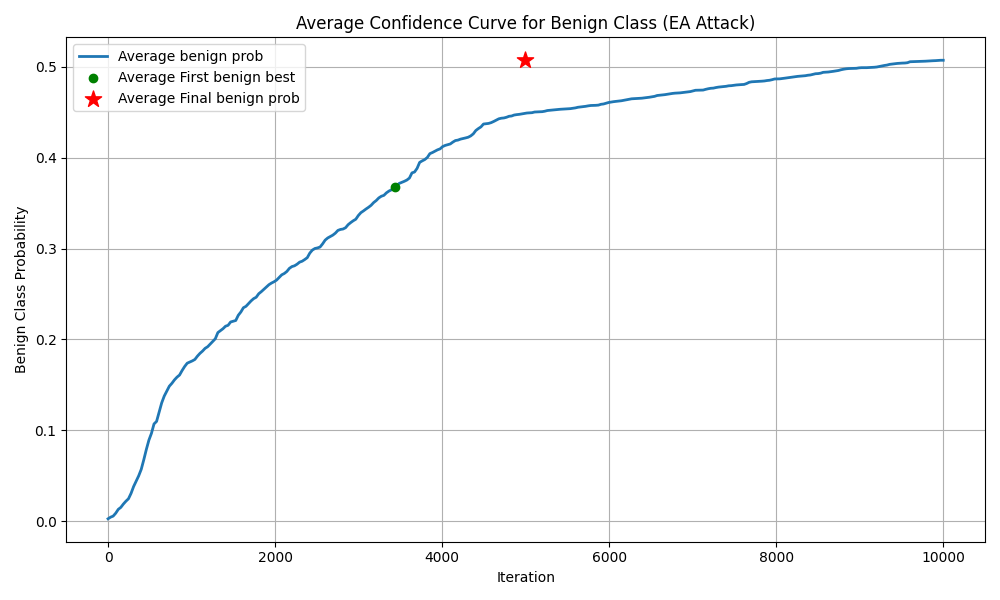 Average Confidence Curve for Benign Class (EA Attack)
Average benign prob
Average First benign best
Average Final benign prob
Benign Class Probability
0.5
0.4
0.3
0.2
0.1
0.0
0 2000 4000 6000 8000 10000
Iteration